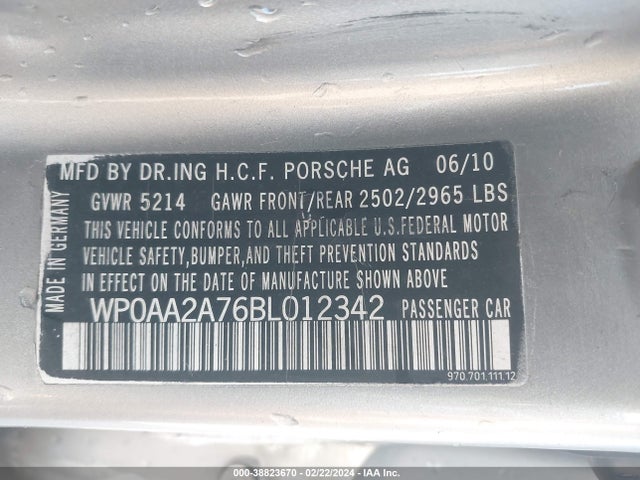 MFD BY DR.ING H.C.F. PORSCHE AG 06/10
GVWR 5214 GAWR FRONT/REAR 2502/2965 LBS
THIS VEHICLE CONFORMS TO ALL APPLICABLE U.S.FEDERAL MOTOR
VEHICLE SAFETY,BUMPER,AND THEFT PREVENTION STANDARDS
IN EFFECT ON THE DATE OF MANUFACTURE SHOWN ABOVE.
WP0AA2A76BL012342 PASSENGER CAR
MADE IN GERMANY
970.701.111.12
000-38823670 - 02/22/2024 - IAA Inc.